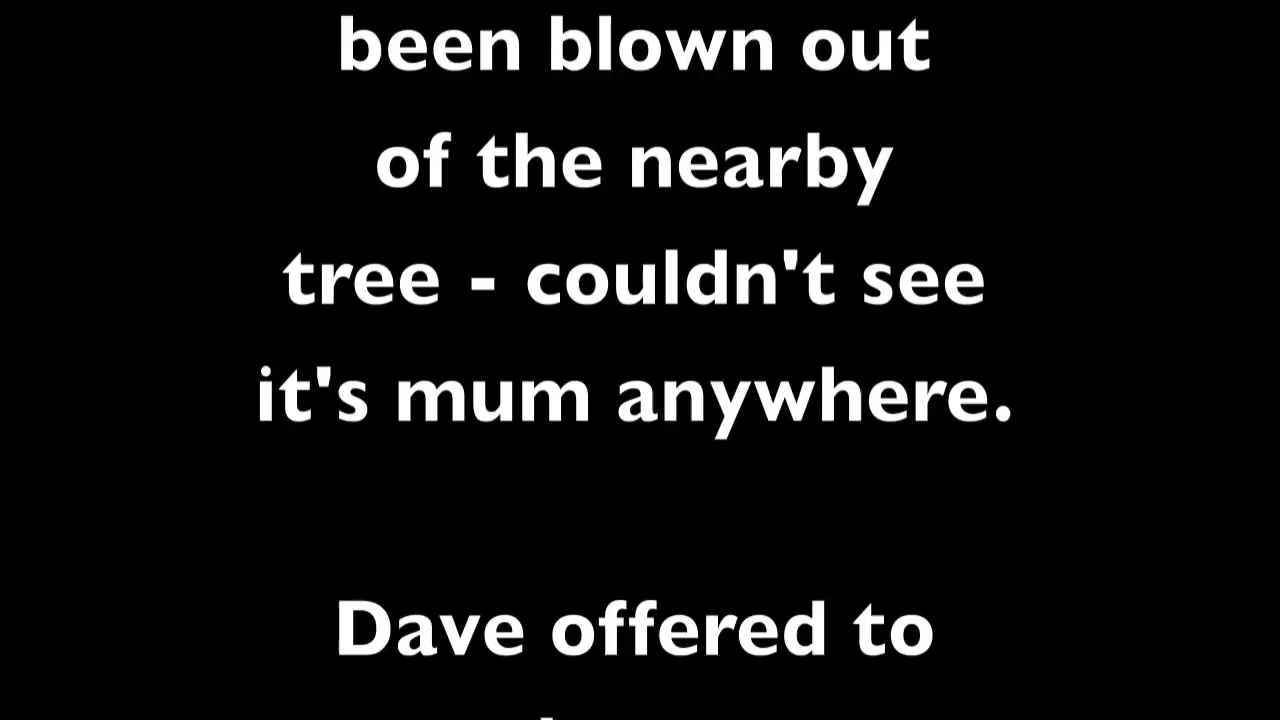 been blown out
of the nearby
tree - couldn't see
it's mum anywhere.
Dave offered to